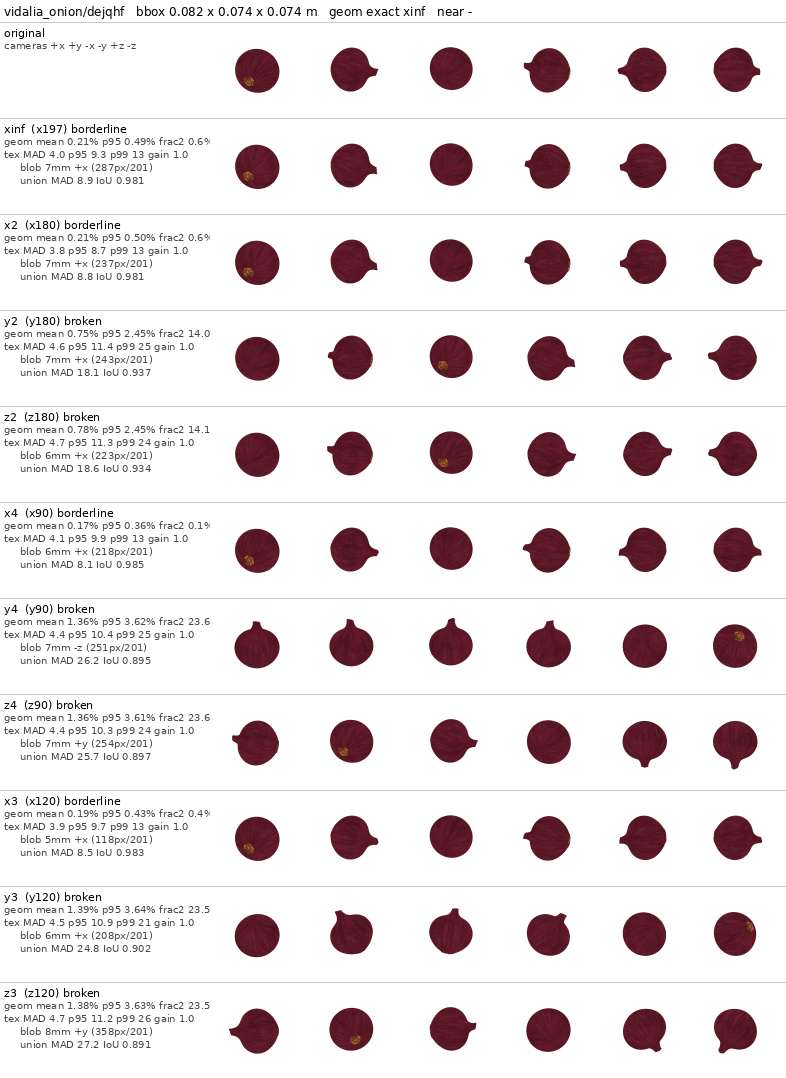 vidalia_onion/dejqhf   bbox 0.082 x 0.074 x 0.074 m   geom exact xinf   near -
original
cameras +x +y -x -y +z -z
xinf  (x197) borderline
geom mean 0.21% p95 0.49% frac2 0.6%
tex MAD 4.0 p95 9.3 p99 13 gain 1.0
blob 7mm +x (287px/201)
union MAD 8.9 IoU 0.981
x2  (x180) borderline
geom mean 0.21% p95 0.50% frac2 0.6%
tex MAD 3.8 p95 8.7 p99 13 gain 1.0
blob 7mm +x (237px/201)
union MAD 8.8 IoU 0.981
y2  (y180) broken
geom mean 0.75% p95 2.45% frac2 14.0
tex MAD 4.6 p95 11.4 p99 25 gain 1.0
blob 7mm +x (243px/201)
union MAD 18.1 IoU 0.937
z2  (z180) broken
geom mean 0.78% p95 2.45% frac2 14.1
tex MAD 4.7 p95 11.3 p99 24 gain 1.0
blob 6mm +x (223px/201)
union MAD 18.6 IoU 0.934
x4  (x90) borderline
geom mean 0.17% p95 0.36% frac2 0.1%
tex MAD 4.1 p95 9.9 p99 13 gain 1.0
blob 6mm +x (218px/201)
union MAD 8.1 IoU 0.985
y4  (y90) broken
geom mean 1.36% p95 3.62% frac2 23.6
tex MAD 4.4 p95 10.4 p99 25 gain 1.0
blob 7mm -z (251px/201)
union MAD 26.2 IoU 0.895
z4  (z90) broken
geom mean 1.36% p95 3.61% frac2 23.6
tex MAD 4.4 p95 10.3 p99 24 gain 1.0
blob 7mm +y (254px/201)
union MAD 25.7 IoU 0.897
x3  (x120) borderline
geom mean 0.19% p95 0.43% frac2 0.4%
tex MAD 3.9 p95 9.7 p99 13 gain 1.0
blob 5mm +x (118px/201)
union MAD 8.5 IoU 0.983
y3  (y120) broken
geom mean 1.39% p95 3.64% frac2 23.5
tex MAD 4.5 p95 10.9 p99 21 gain 1.0
blob 6mm +x (208px/201)
union MAD 24.8 IoU 0.902
z3  (z120) broken
geom mean 1.38% p95 3.63% frac2 23.5
tex MAD 4.7 p95 11.2 p99 26 gain 1.0
blob 8mm +y (358px/201)
union MAD 27.2 IoU 0.891